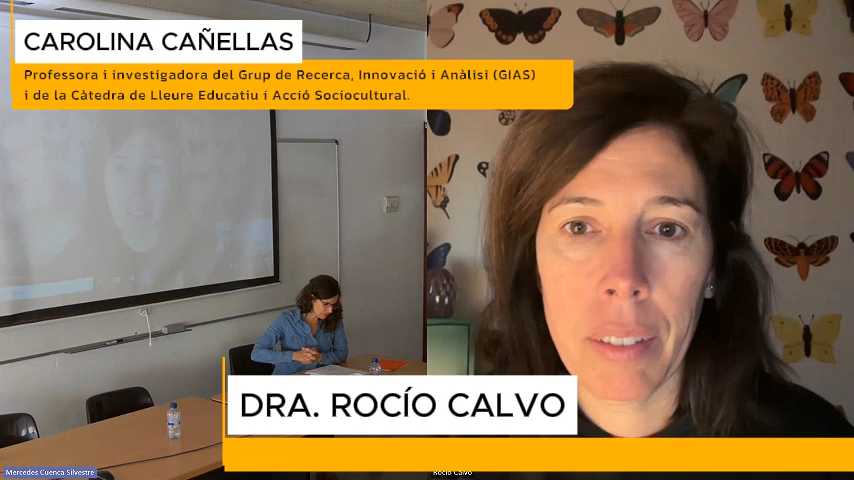 CAROLINA CAÑELLAS
Professora i investigadora del Grup de Recerca, Innovació i Anàlisi (GIAS)
i de la Càtedra de Lleure Educatiu i Acció Sociocultural.
DRA. ROCÍO CALVO
Mercedes Cuenca Silvestre
Rocío Calvo